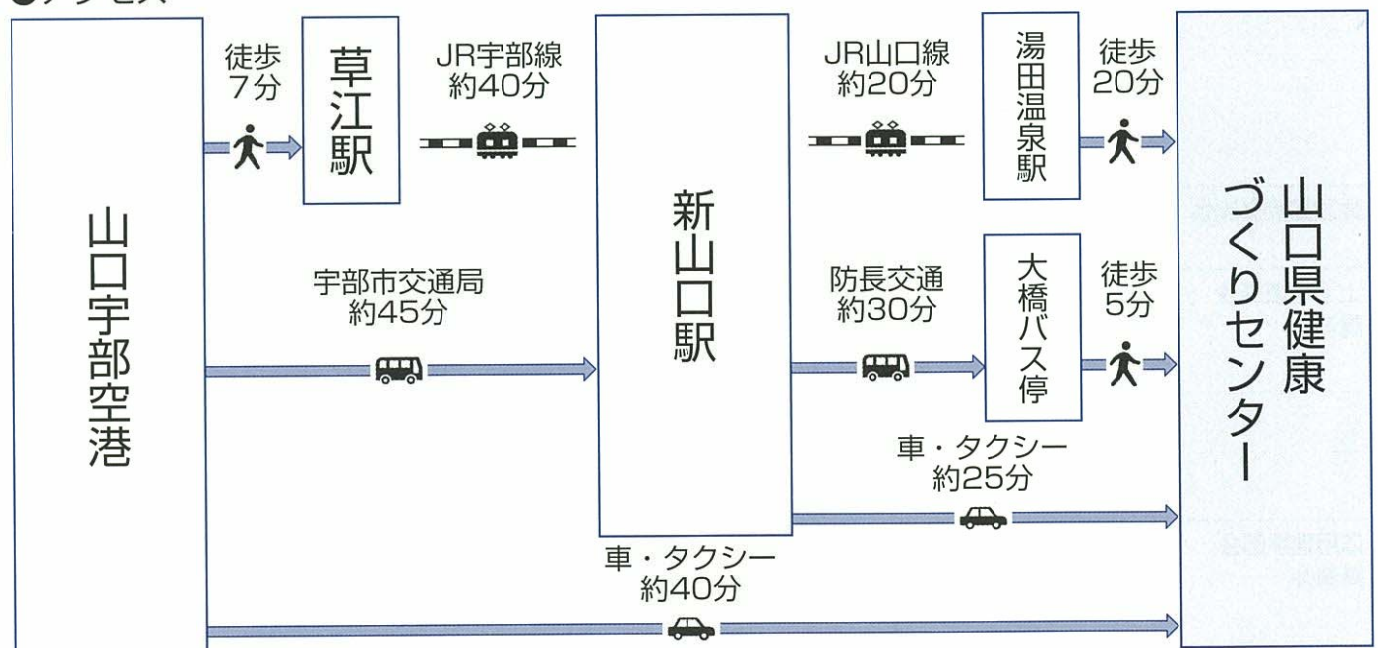 ●アクセス
山口宇部空港
徒歩
7分
草江駅
JR宇部線
約40分
宇部市交通局
約45分
新山口駅
JR山口線
約20分
湯田温泉駅
徒歩
20分
防長交通
約30分
大橋バス停
徒歩
5分
車・タクシー
約25分
車・タクシー
約40分
山口県健康
づくりセンター